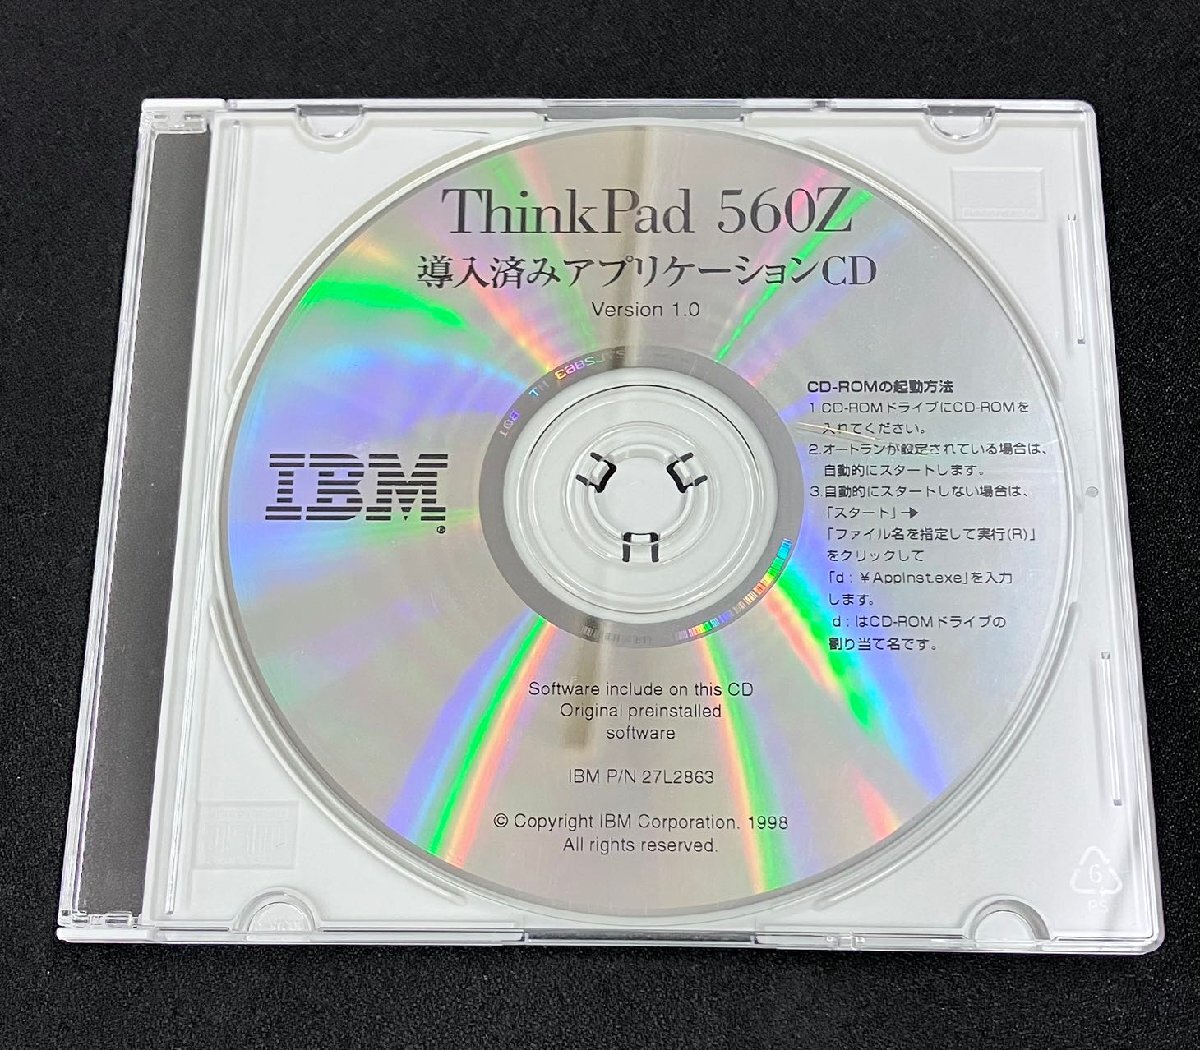 ThinkPad 560Z
導入済みアプリケーションCD
Version 1.0
IBM
CD-ROMの起動方法
1.CD-ROMドライブにCD-ROMを
入れてください。
2.オートランが設定されている場合は、
自動的にスタートします。
3.自動的にスタートしない場合は、
「スタート」→
「ファイル名を指定して実行(R)」
をクリックして
「d:¥AppInst.exe」を入力
します。
d:はCD-ROMドライブの
割り当て名です。
Software include on this CD
Original preinstalled
software
IBM P/N 27L2863
© Copyright IBM Corporation. 1998
All rights reserved.
6
PS